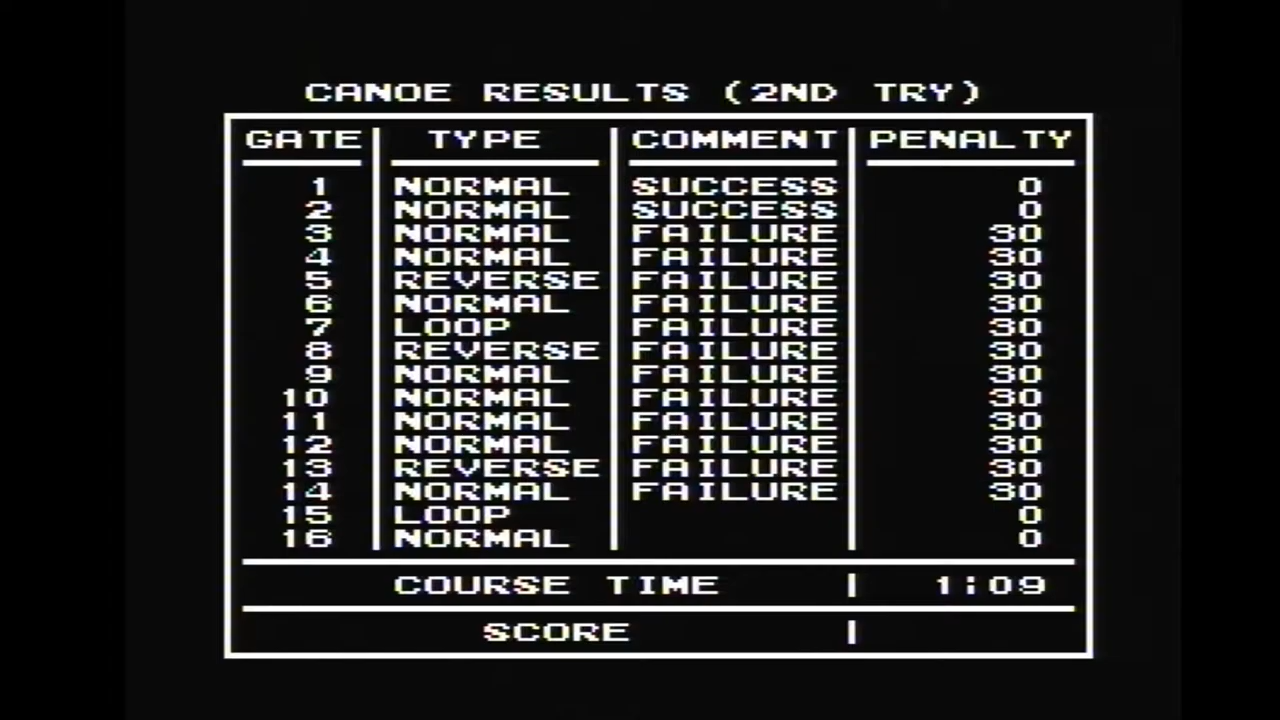 CANOE RESULTS (2ND TRY)
GATE TYPE COMMENT PENALTY
1 NORMAL SUCCESS 0
2 NORMAL SUCCESS 0
3 NORMAL FAILURE 30
4 NORMAL FAILURE 30
5 REVERSE FAILURE 30
6 NORMAL FAILURE 30
7 LOOP FAILURE 30
8 REVERSE FAILURE 30
9 NORMAL FAILURE 30
10 NORMAL FAILURE 30
11 NORMAL FAILURE 30
12 NORMAL FAILURE 30
13 REVERSE FAILURE 30
14 NORMAL FAILURE 30
15 LOOP 0
16 NORMAL 0
COURSE TIME 1:09
SCORE